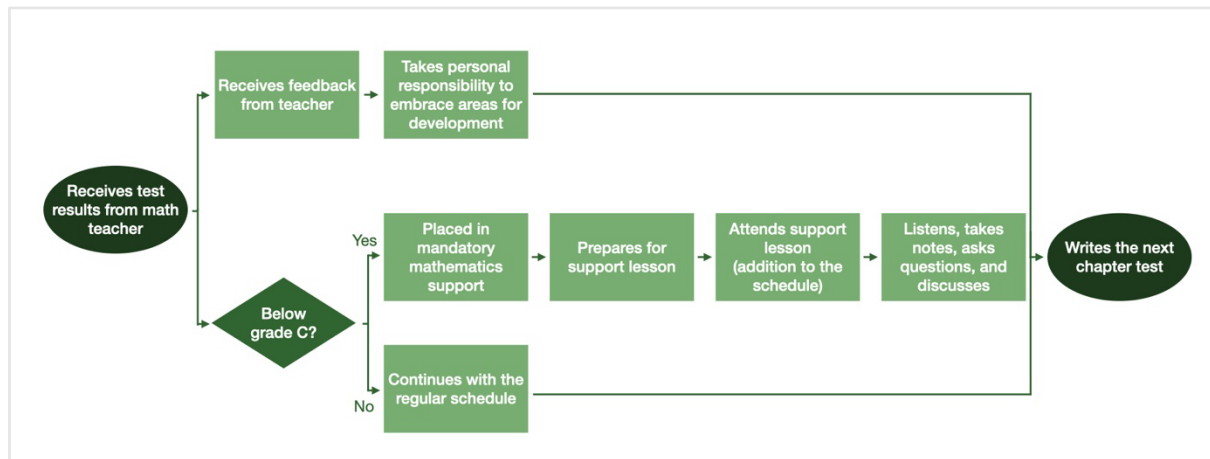 Receives feedback
from teacher
Takes personal
responsibility to
embrace areas for
development
Receives test
results from math
teacher
Yes
Placed in
mandatory
mathematics
support
Prepares for
support lesson
Attends support
lesson
(addition to the
schedule)
Listens, takes
notes, asks
questions, and
discusses
Writes the next
chapter test
Below
grade C?
No
Continues with the
regular schedule